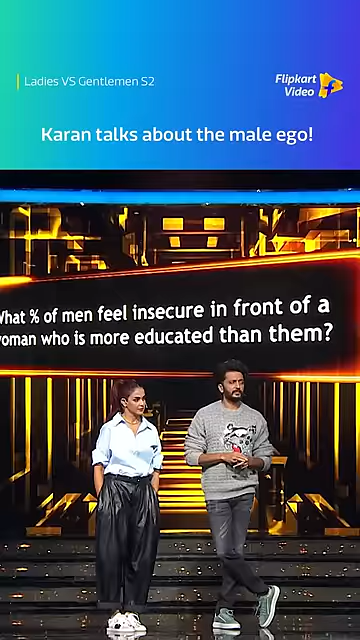 Ladies VS Gentlemen S2
Flipkart
Video
Karan talks about the male ego!
What % of men feel insecure in front of a
woman who is more educated than them?